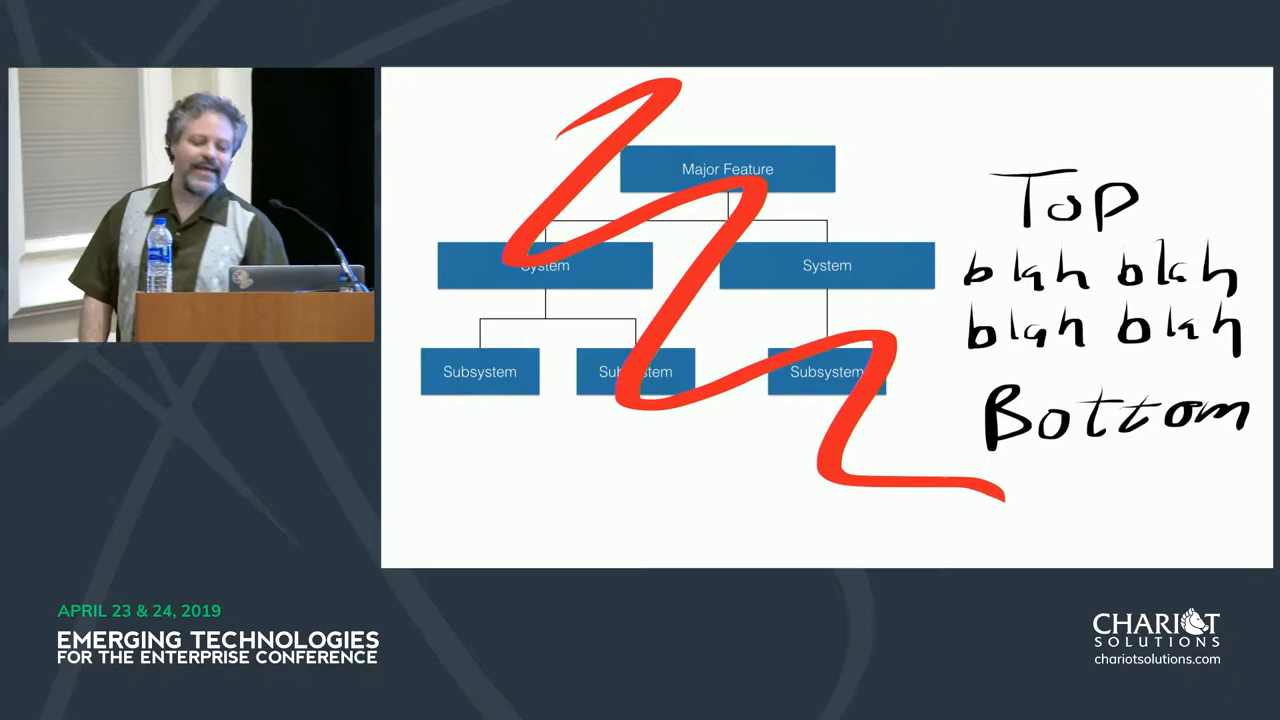 Major Feature
System
System
Subsystem
Subsystem
Subsystem
Top
blah blah
blah blah
Bottom
APRIL 23 & 24, 2019
EMERGING TECHNOLOGIES
FOR THE ENTERPRISE CONFERENCE
CHARIOT
SOLUTIONS
chariotsolutions.com